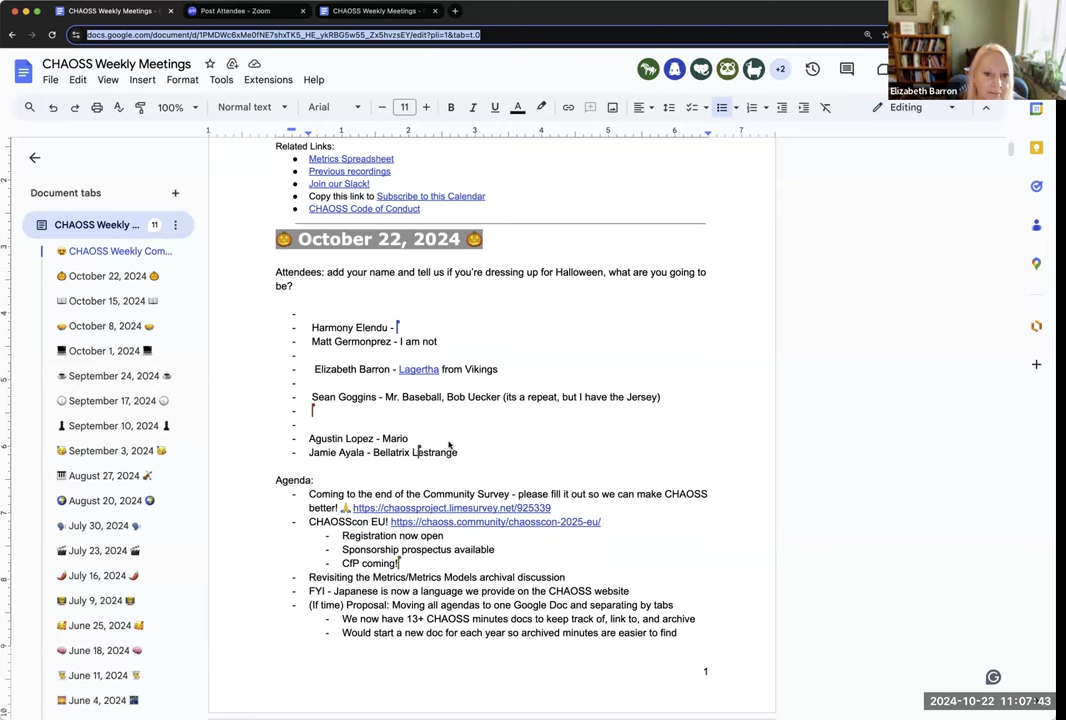 CHAOSS Weekly Meetings -
Post Attendee - Zoom
CHAOSS Weekly Meetings -
docs.google.com/document/d/1PMDWc6xMe0fNE7shxTK5_HE_ykRBG5w55_Zx5hvzsEY/edit?pli=1&tab=t.0
CHAOSS Weekly Meetings
File Edit View Insert Format Tools Extensions Help
+2
100% Normal text Arial 11 B I U A Editing
Elizabeth Barron
1 1 2 3 4 5 6 7
Document tabs
CHAOSS Weekly ... 11
😍 CHAOSS Weekly Com...
🎃 October 22, 2024 🎃
📖 October 15, 2024 📖
🥧 October 8, 2024 🥧
💻 October 1, 2024 💻
☕ September 24, 2024 ☕
September 17, 2024
♟ September 10, 2024 ♟
🥳 September 3, 2024 🥳
🎹 August 27, 2024 🎻
🌍 August 20, 2024 🌍
🗣 July 30, 2024 🗣
🎬 July 23, 2024 🎬
🌶 July 16, 2024 🌶
July 9, 2024
🥰 June 25, 2024 🥰
🧠 June 18, 2024 🧠
June 11, 2024
🌅 June 4, 2024 🎆
Related Links:
● Metrics Spreadsheet
● Previous recordings
● Join our Slack!
● Copy this link to Subscribe to this Calendar
● CHAOSS Code of Conduct
🎃 October 22, 2024 🎃
Attendees: add your name and tell us if you're dressing up for Halloween, what are you going to
be?
-
- Harmony Elendu -
- Matt Germonprez - I am not
-
- Elizabeth Barron - Lagertha from Vikings
-
- Sean Goggins - Mr. Baseball, Bob Uecker (its a repeat, but I have the Jersey)
-
-
- Agustin Lopez - Mario
- Jamie Ayala - Bellatrix Lestrange
Agenda:
- Coming to the end of the Community Survey - please fill it out so we can make CHAOSS
better! 🙏 https://chaossproject.limesurvey.net/925339
- CHAOSScon EU! https://chaoss.community/chaosscon-2025-eu/
- Registration now open
- Sponsorship prospectus available
- CfP coming!
- Revisiting the Metrics/Metrics Models archival discussion
- FYI - Japanese is now a language we provide on the CHAOSS website
- (If time) Proposal: Moving all agendas to one Google Doc and separating by tabs
- We now have 13+ CHAOSS minutes docs to keep track of, link to, and archive
- Would start a new doc for each year so archived minutes are easier to find
1
2024-10-22 11:07:43